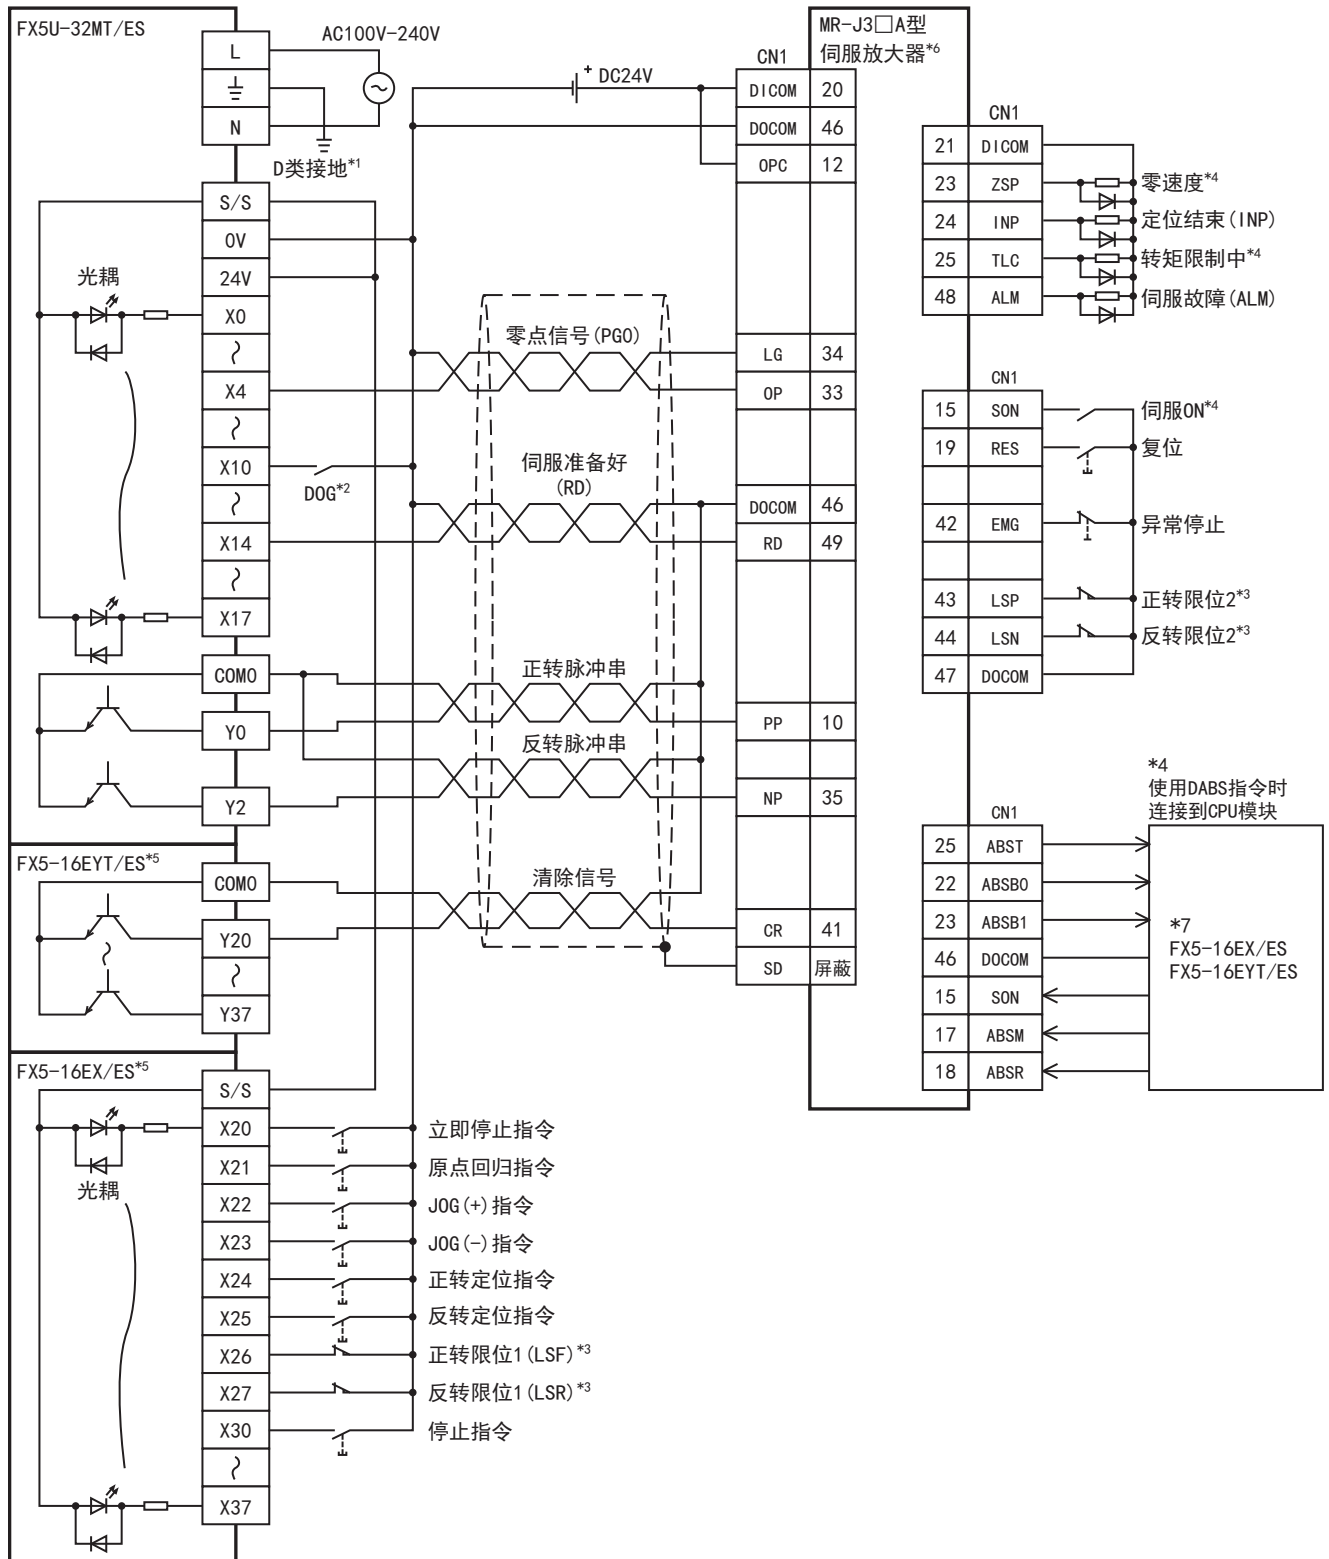 FX5U-32MT/ES
L
N
AC100V-240V
D类接地*1
S/S
0V
24V
X0
X4
X10
X14
X17
COM0
Y0
Y2
光耦
DOG*2
+ DC24V
零点信号(PG0)
伺服准备好
(RD)
正转脉冲串
反转脉冲串
清除信号
FX5-16EYT/ES*5
COM0
Y20
Y37
FX5-16EX/ES*5
S/S
光耦
X20 立即停止指令
X21 原点回归指令
X22 JOG(+)指令
X23 JOG(-)指令
X24 正转定位指令
X25 反转定位指令
X26 正转限位1(LSF)*3
X27 反转限位1(LSR)*3
X30 停止指令
X37
MR-J3□A型
伺服放大器*6
CN1
DICOM 20
DOCOM 46
OPC 12
LG 34
OP 33
DOCOM 46
RD 49
PP 10
NP 35
CR 41
SD 屏蔽
CN1
21 DICOM
23 ZSP 零速度*4
24 INP 定位结束(INP)
25 TLC 转矩限制中*4
48 ALM 伺服故障(ALM)
CN1
15 SON 伺服ON*4
19 RES 复位
42 EMG 异常停止
43 LSP 正转限位2*3
44 LSN 反转限位2*3
47 DOCOM
*4
使用DABS指令时
连接到CPU模块
CN1
25 ABST
22 ABSB0
23 ABSB1
46 DOCOM
15 SON
17 ABSM
18 ABSR
*7
FX5-16EX/ES
FX5-16EYT/ES